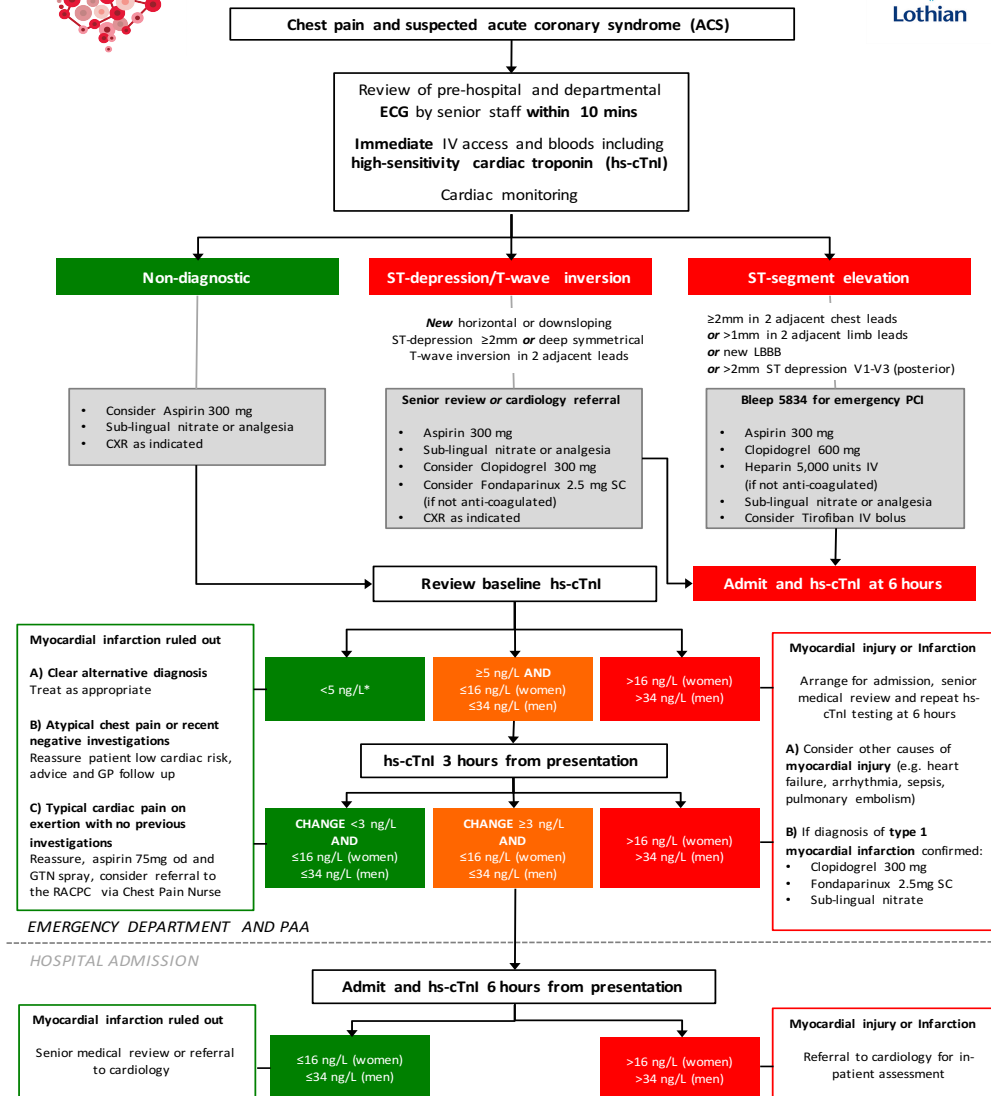 Lothian
Chest pain and suspected acute coronary syndrome (ACS)
Review of pre-hospital and departmental
ECG by senior staff within 10 mins
Immediate IV access and bloods including
high-sensitivity cardiac troponin (hs-cTnI)
Cardiac monitoring
Non-diagnostic
ST-depression/T-wave inversion
ST-segment elevation
New horizontal or downsloping
ST-depression ≥2mm or deep symmetrical
T-wave inversion in 2 adjacent leads
≥2mm in 2 adjacent chest leads
or >1mm in 2 adjacent limb leads
or new LBBB
or >2mm ST depression V1-V3 (posterior)
• Consider Aspirin 300 mg
• Sub-lingual nitrate or analgesia
• CXR as indicated
Senior review or cardiology referral
• Aspirin 300 mg
• Sub-lingual nitrate or analgesia
• Consider Clopidogrel 300 mg
• Consider Fondaparinux 2.5 mg SC
(if not anti-coagulated)
• CXR as indicated
Bleep 5834 for emergency PCI
• Aspirin 300 mg
• Clopidogrel 600 mg
• Heparin 5,000 units IV
(if not anti-coagulated)
• Sub-lingual nitrate or analgesia
• Consider Tirofiban IV bolus
Review baseline hs-cTnI
Admit and hs-cTnI at 6 hours
Myocardial infarction ruled out
A) Clear alternative diagnosis
Treat as appropriate
B) Atypical chest pain or recent
negative investigations
Reassure patient low cardiac risk,
advice and GP follow up
C) Typical cardiac pain on
exertion with no previous
investigations
Reassure, aspirin 75mg od and
GTN spray, consider referral to
the RACPC via Chest Pain Nurse
<5 ng/L*
≥5 ng/L AND
≤16 ng/L (women)
≤34 ng/L (men)
>16 ng/L (women)
>34 ng/L (men)
Myocardial injury or Infarction
Arrange for admission, senior
medical review and repeat hs-
cTnI testing at 6 hours
A) Consider other causes of
myocardial injury (e.g. heart
failure, arrhythmia, sepsis,
pulmonary embolism)
B) If diagnosis of type 1
myocardial infarction confirmed:
• Clopidogrel 300 mg
• Fondaparinux 2.5mg SC
• Sub-lingual nitrate
hs-cTnI 3 hours from presentation
CHANGE <3 ng/L
AND
≤16 ng/L (women)
≤34 ng/L (men)
CHANGE ≥3 ng/L
AND
≤16 ng/L (women)
≤34 ng/L (men)
>16 ng/L (women)
>34 ng/L (men)
EMERGENCY DEPARTMENT AND PAA
HOSPITAL ADMISSION
Admit and hs-cTnI 6 hours from presentation
Myocardial infarction ruled out
Senior medical review or referral
to cardiology
≤16 ng/L (women)
≤34 ng/L (men)
>16 ng/L (women)
>34 ng/L (men)
Myocardial injury or Infarction
Referral to cardiology for in-
patient assessment